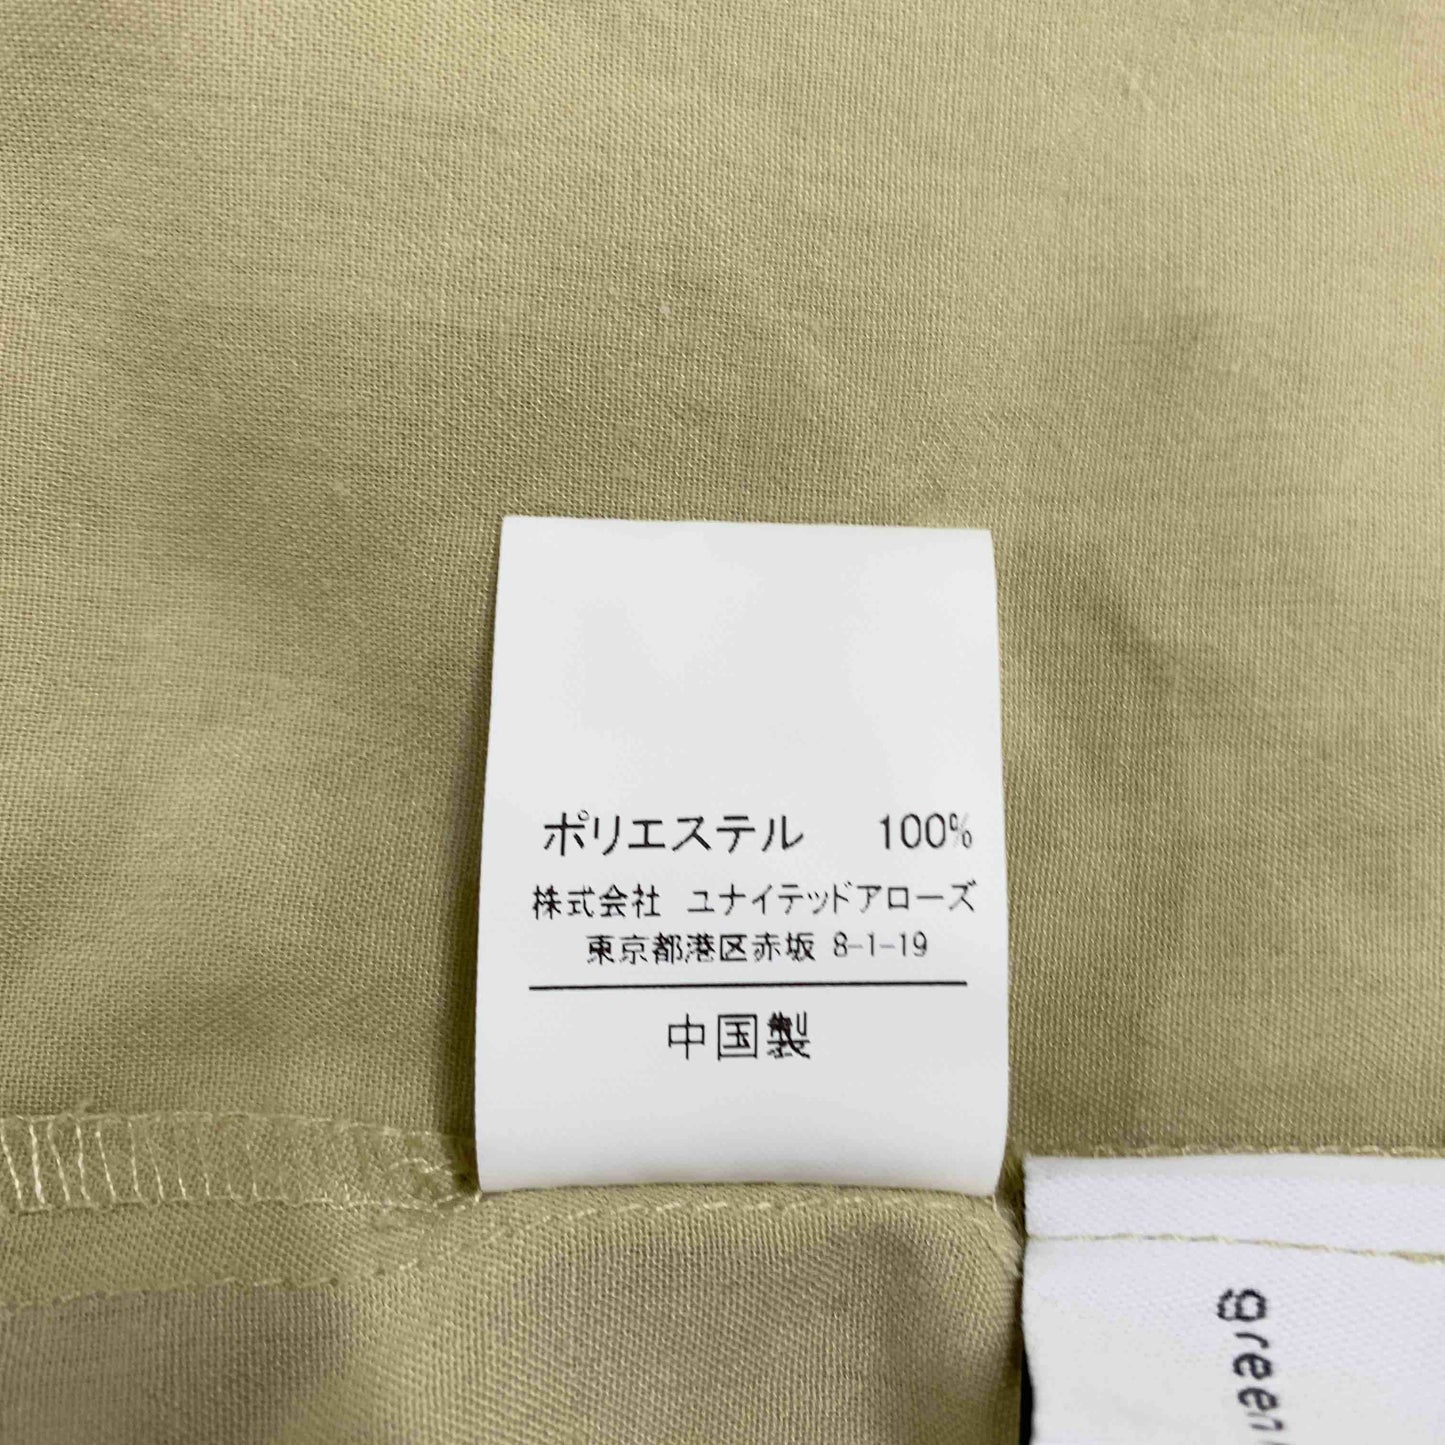 ポリエステル 100%
株式会社 ユナイテッドアローズ
東京都港区赤坂 8-1-19
中国製
green